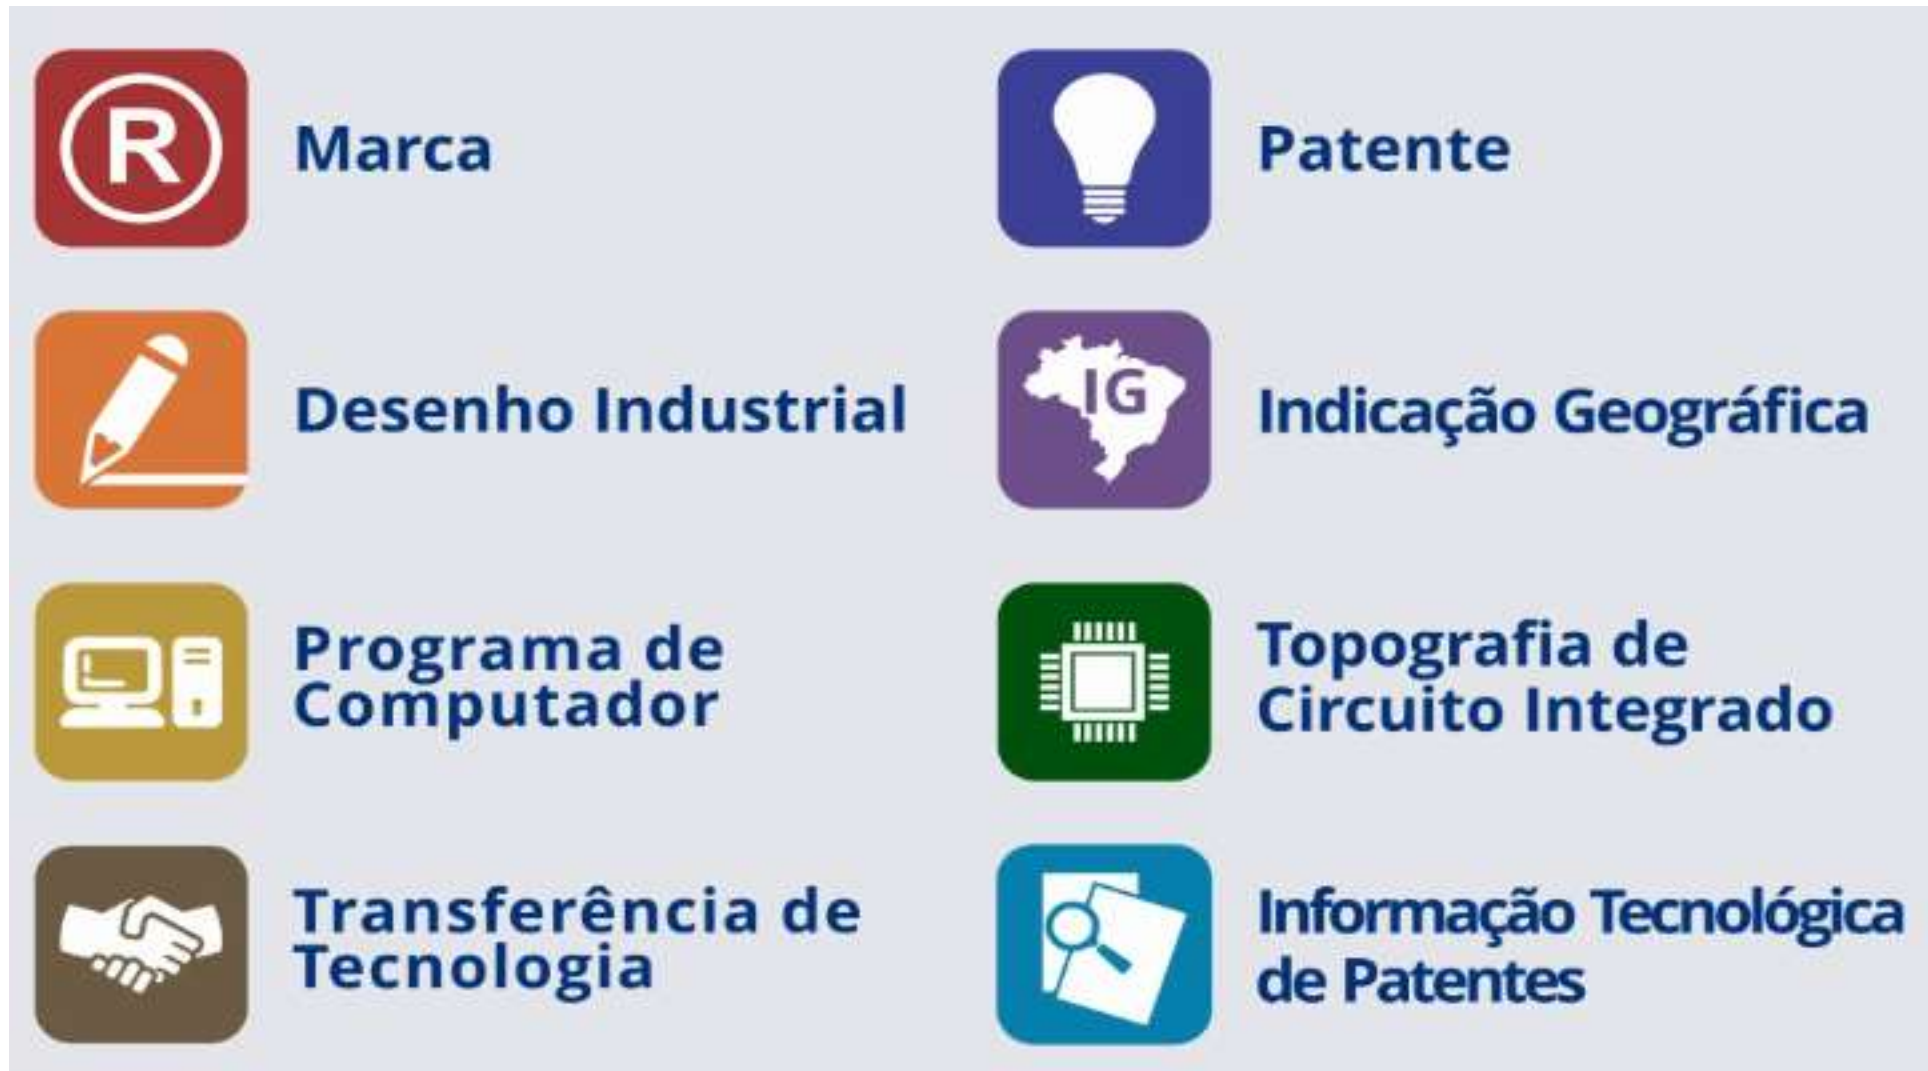 R
Marca
Patente
Desenho Industrial
IG
Indicação Geográfica
Programa de
Computador
Topografia de
Circuito Integrado
Transferência de
Tecnologia
Informação Tecnológica
de Patentes